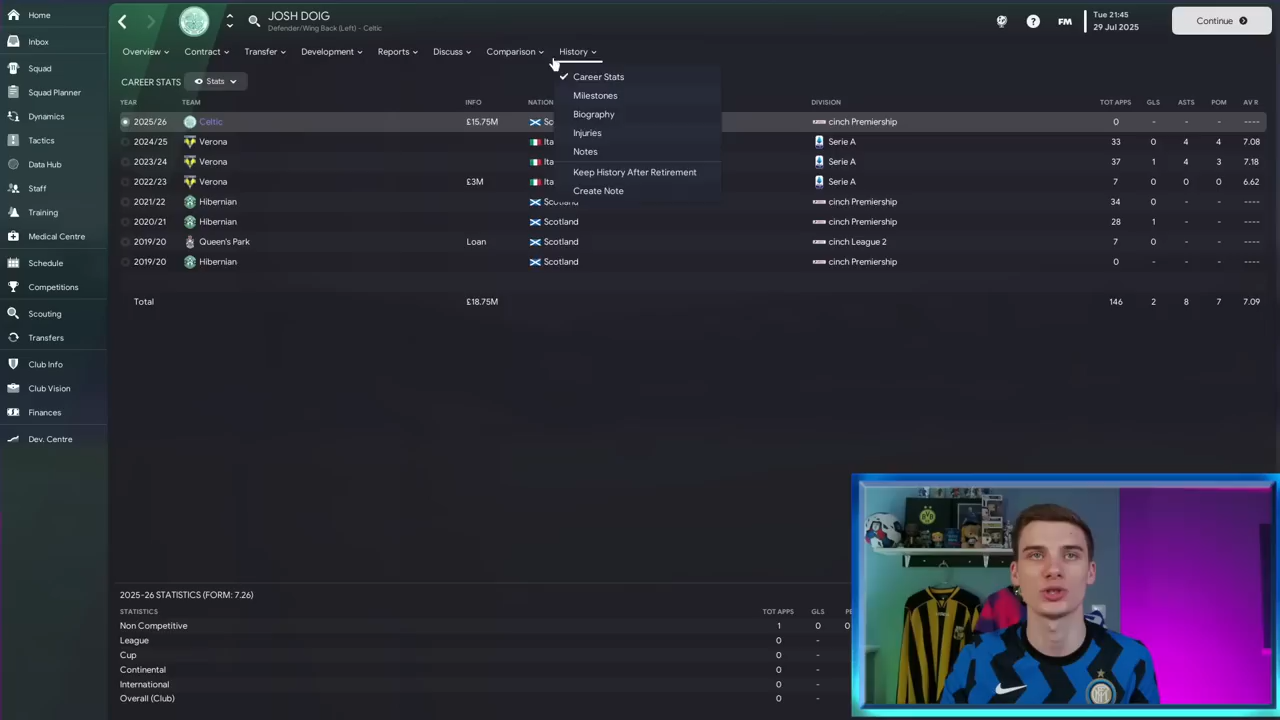 Home
JOSH DOIG
Defender/Wing Back (Left) - Celtic
FM
Tue 21:45
29 Jul 2025
Continue
Inbox
Squad
Squad Planner
Dynamics
Tactics
Data Hub
Staff
Training
Medical Centre
Schedule
Competitions
Scouting
Transfers
Club Info
Club Vision
Finances
Dev. Centre
Overview Contract Transfer Development Reports Discuss Comparison History
CAREER STATS Stats
Career Stats
Milestones
Biography
Injuries
Notes
Keep History After Retirement
Create Note
YEAR TEAM INFO NATION DIVISION TOT APPS GLS ASTS POM AV R
2025/26 Celtic £15.75M Sc cinch Premiership 0 - - - ----
2024/25 Verona Ita Serie A 33 0 4 4 7.08
2023/24 Verona Ita Serie A 37 1 4 3 7.18
2022/23 Verona £3M Ita Serie A 7 0 0 0 6.62
2021/22 Hibernian Scotland cinch Premiership 34 - - - ----
2020/21 Hibernian Scotland cinch Premiership 28 1 - - ----
2019/20 Queen's Park Loan Scotland cinch League 2 7 0 - - ----
2019/20 Hibernian Scotland cinch Premiership 0 - - - ----
Total £18.75M 146 2 8 7 7.09
2025-26 STATISTICS (FORM: 7.26)
STATISTICS TOT APPS GLS
Non Competitive 1 0 0
League 0 -
Cup 0 -
Continental 0 -
International 0 -
Overall (Club) 0 -